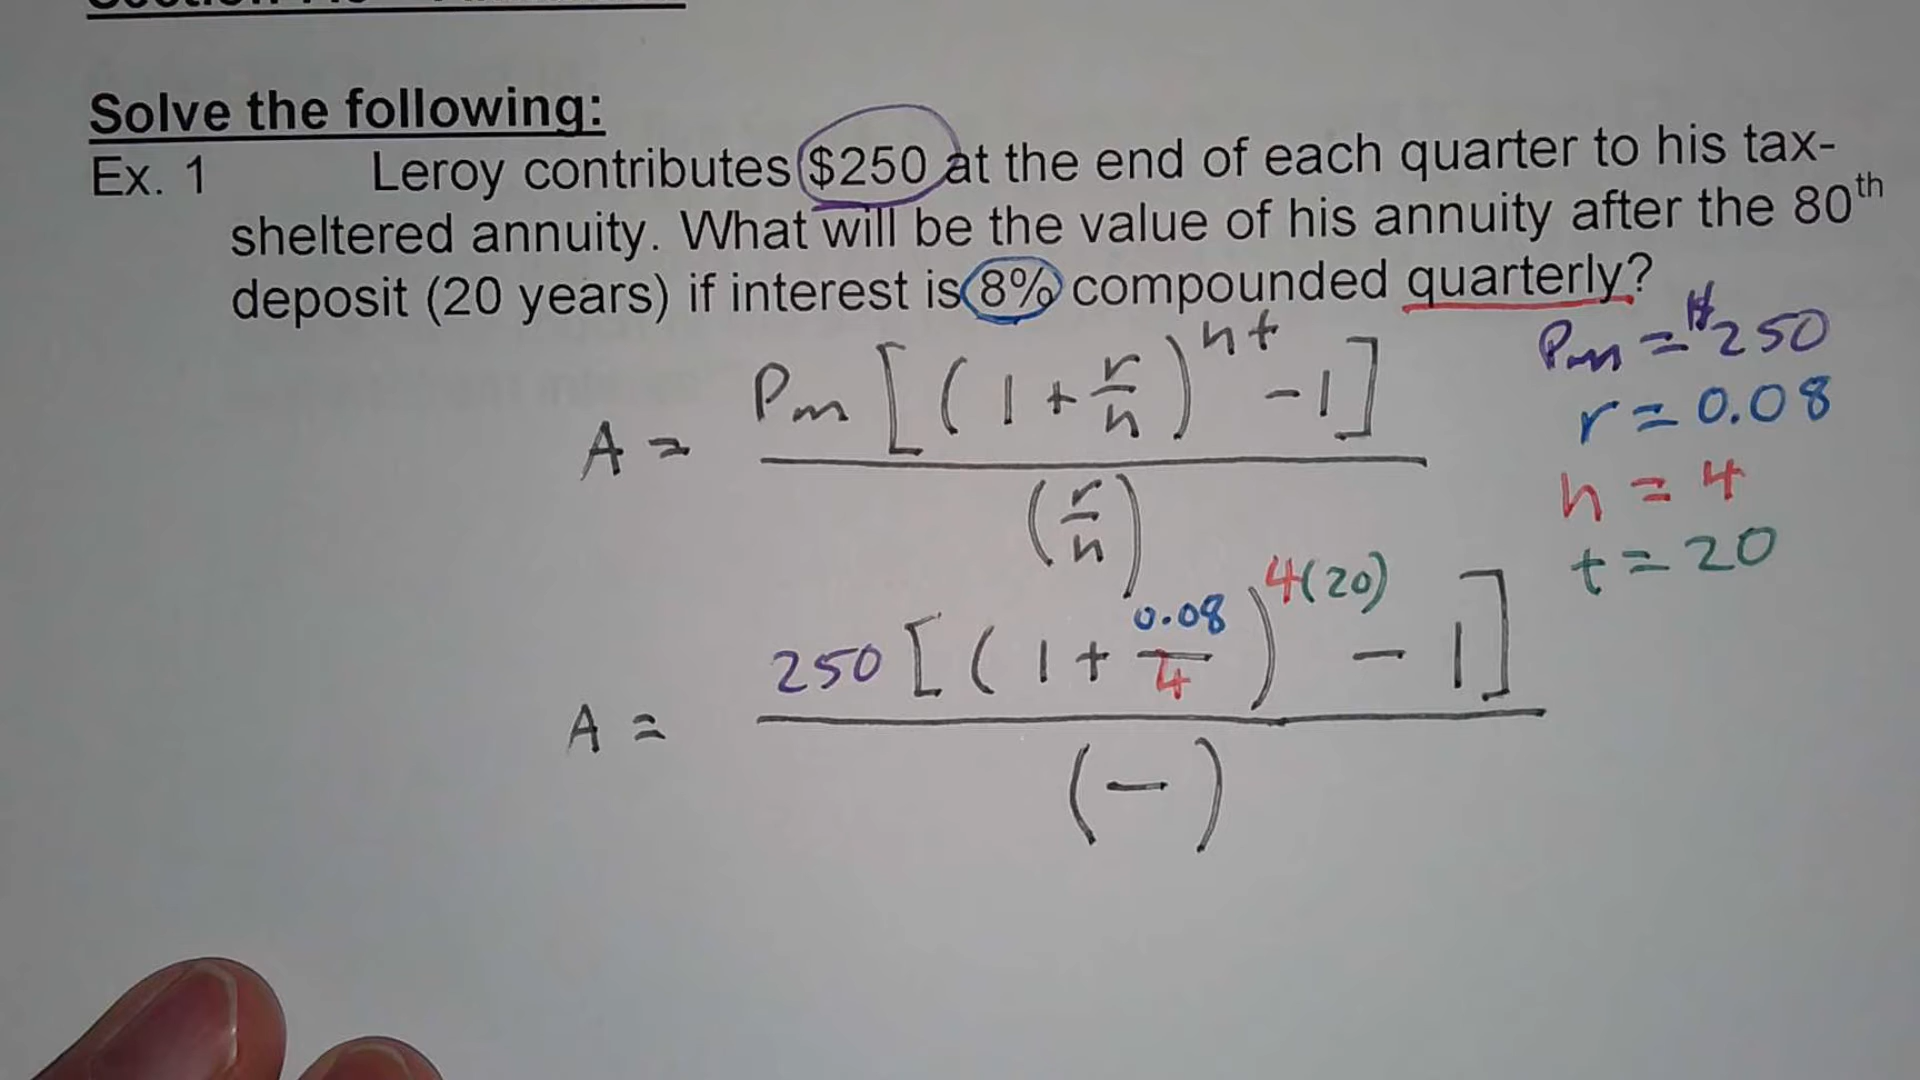 Solve the following:
Ex. 1 Leroy contributes $250 at the end of each quarter to his tax-
sheltered annuity. What will be the value of his annuity after the 80th
deposit (20 years) if interest is 8% compounded quarterly?
A = Pm [(1 + r/n)^nt - 1] / (r/n)
Pm = $250
r = 0.08
n = 4
t = 20
A = 250 [(1 + 0.08/4)^4(20) - 1] / (-)